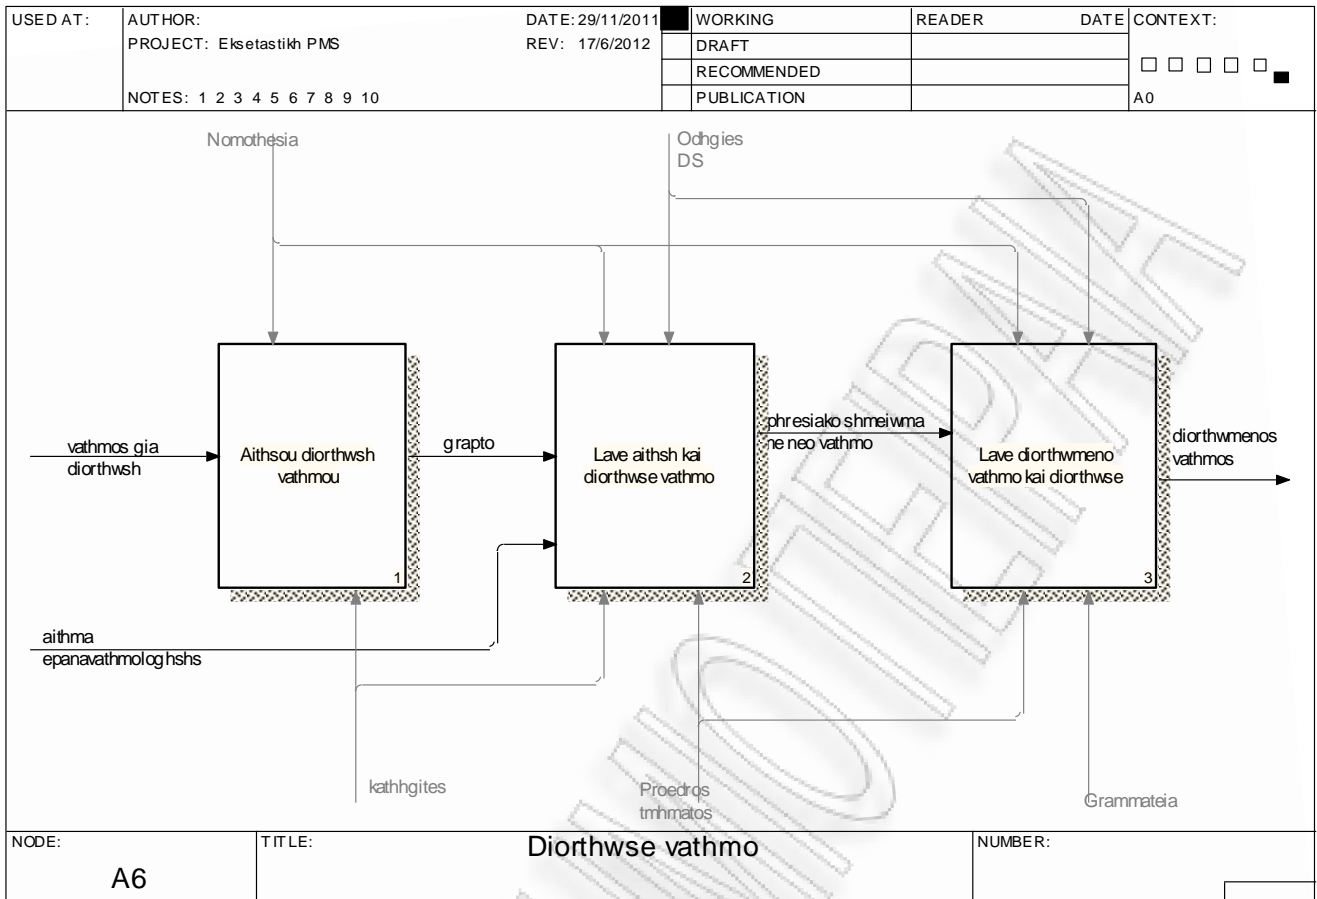 USED AT:
AUTHOR:
DATE: 29/11/2011
WORKING
READER
DATE
CONTEXT:
PROJECT: Eksetastikh PMS
REV: 17/6/2012
DRAFT
RECOMMENDED
NOTES: 1 2 3 4 5 6 7 8 9 10
PUBLICATION
A0
Nomothesia
Odhgies
DS
vathmos gia
diorthwsh
Aithsou diorthwsh
vathmou
1
grapto
Lave aithsh kai
diorthwse vathmo
2
phresiako shmeiwma
me neo vathmo
Lave diorthwmeno
vathmo kai diorthwse
3
diorthwmenos
vathmos
aithma
epanavathmologhshs
kathhgites
Proedros
tmhmatos
Grammateia
NODE:
A6
TITLE:
Diorthwse vathmo
NUMBER: